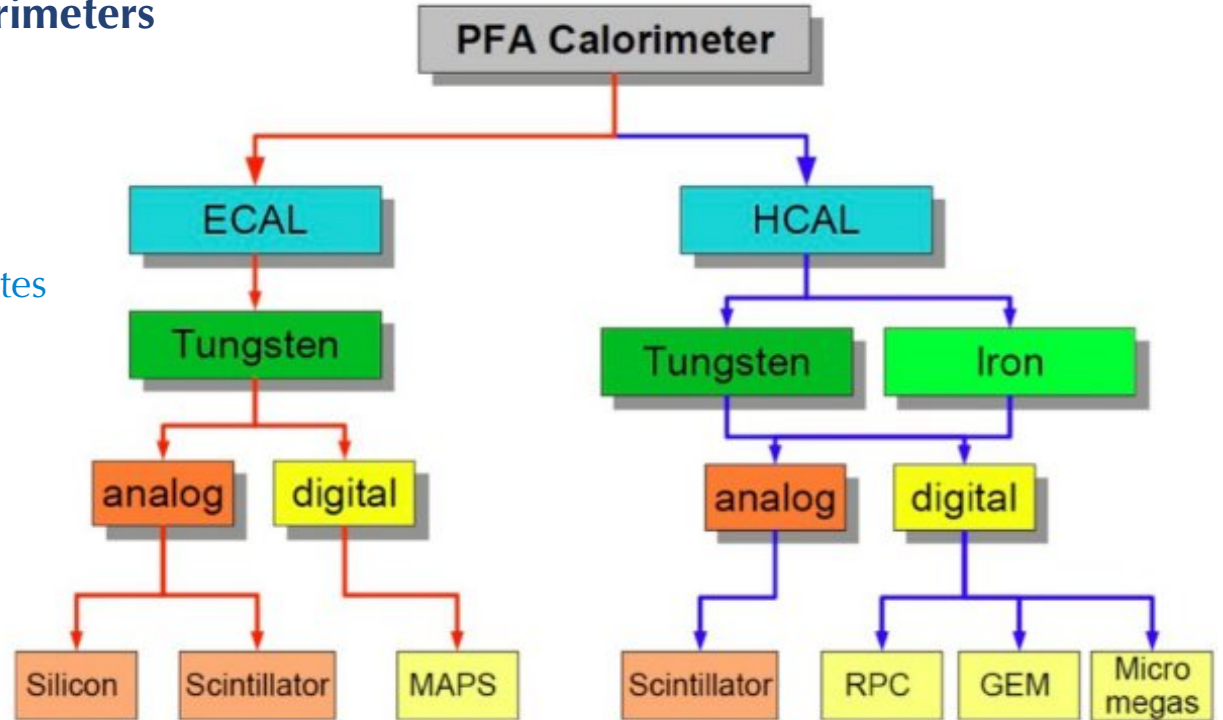 rimeters
PFA Calorimeter
ECAL
HCAL
tes
Tungsten
Tungsten
Iron
analog
digital
analog
digital
Silicon
Scintillator
MAPS
Scintillator
RPC
GEM
Micro
megas